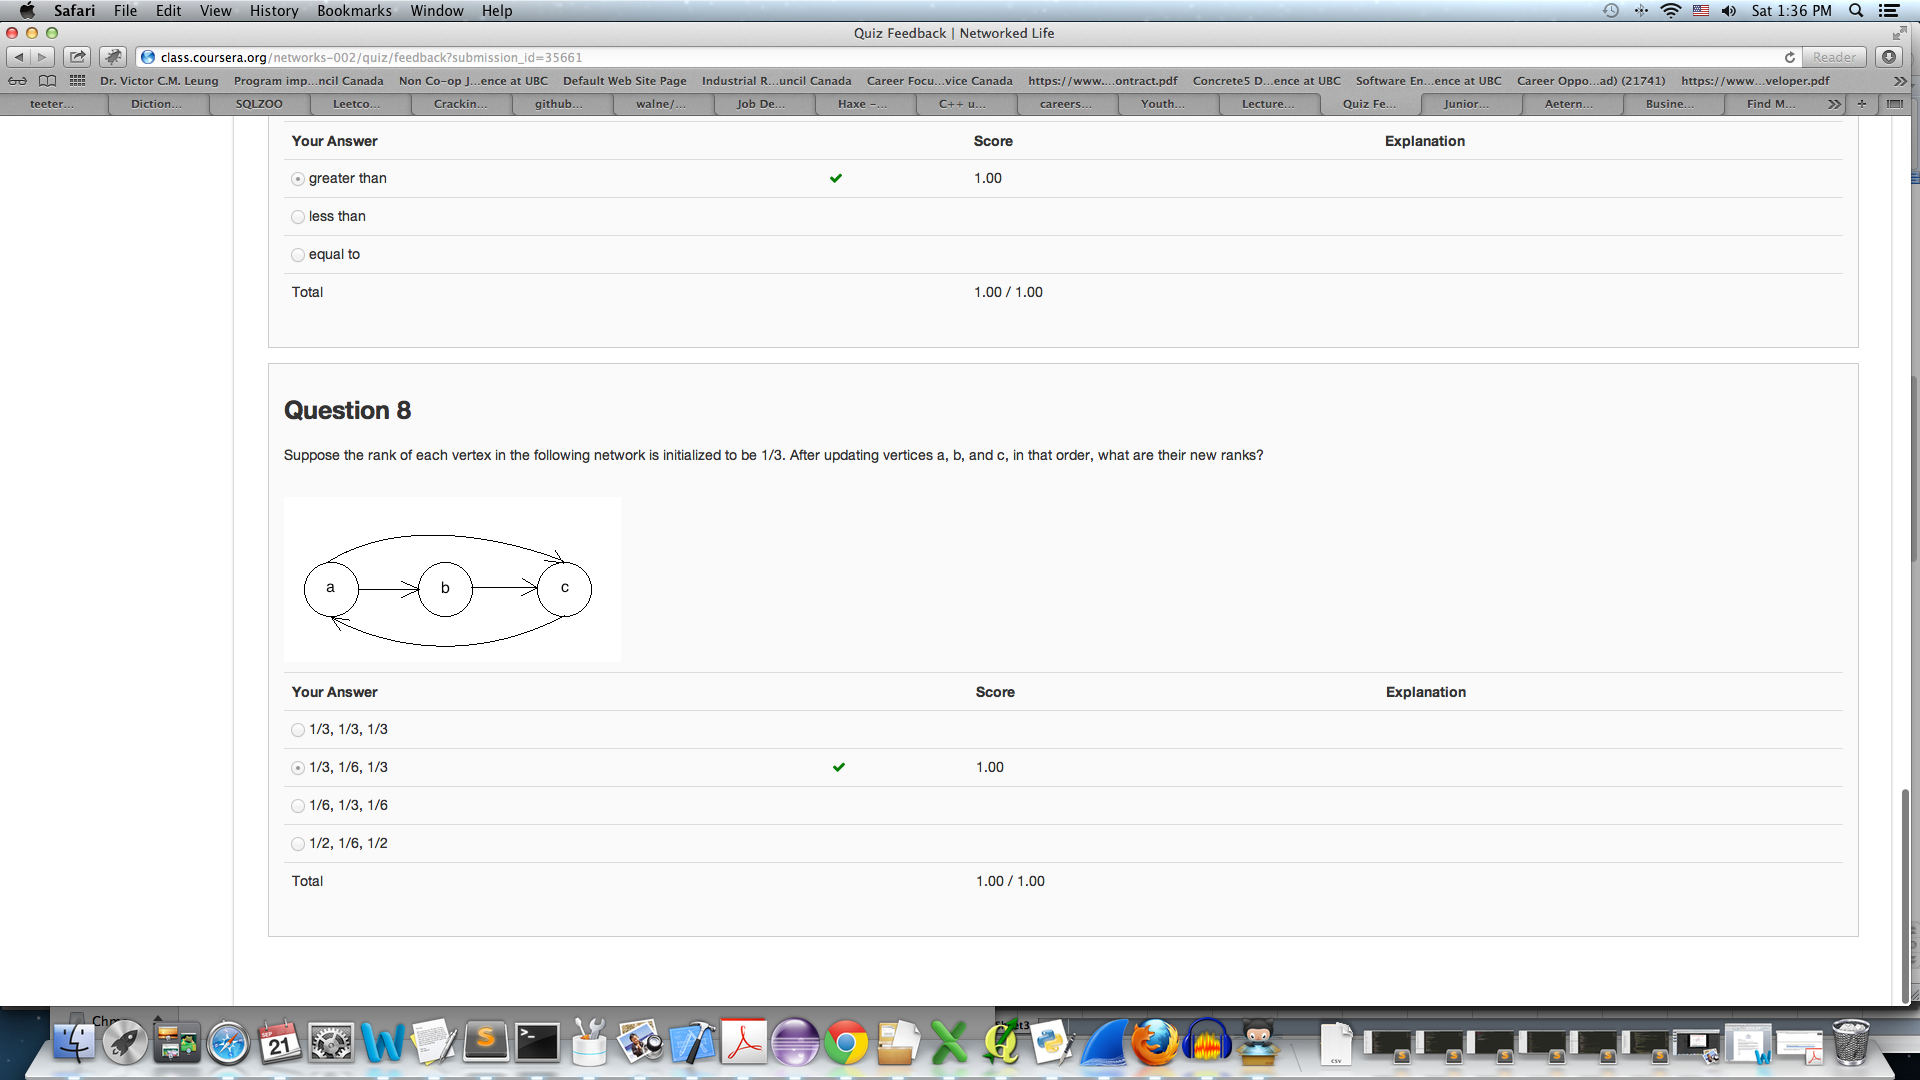 Safari File Edit View History Bookmarks Window Help Sat 1:36 PM
Quiz Feedback | Networked Life
class.coursera.org/networks-002/quiz/feedback?submission_id=35661 Reader
Dr. Victor C.M. Leung Program imp...ncil Canada Non Co-op J...ence at UBC Default Web Site Page Industrial R...uncil Canada Career Focu...vice Canada https://www...ontract.pdf Concrete5 D...ence at UBC Software En...ence at UBC Career Oppo...ad) (21741) https://www...veloper.pdf
teeter... Diction... SQLZOO Leetco... Crackin... github... walne/... Job De... Haxe –... C++ u... careers... Youth... Lecture... Quiz Fe... Junior... Aetern... Busine... Find M...
Your Answer Score Explanation
greater than 1.00
less than
equal to
Total 1.00 / 1.00
Question 8
Suppose the rank of each vertex in the following network is initialized to be 1/3. After updating vertices a, b, and c, in that order, what are their new ranks?
a b c
Your Answer Score Explanation
1/3, 1/3, 1/3
1/3, 1/6, 1/3 1.00
1/6, 1/3, 1/6
1/2, 1/6, 1/2
Total 1.00 / 1.00
SEP
21
CSV